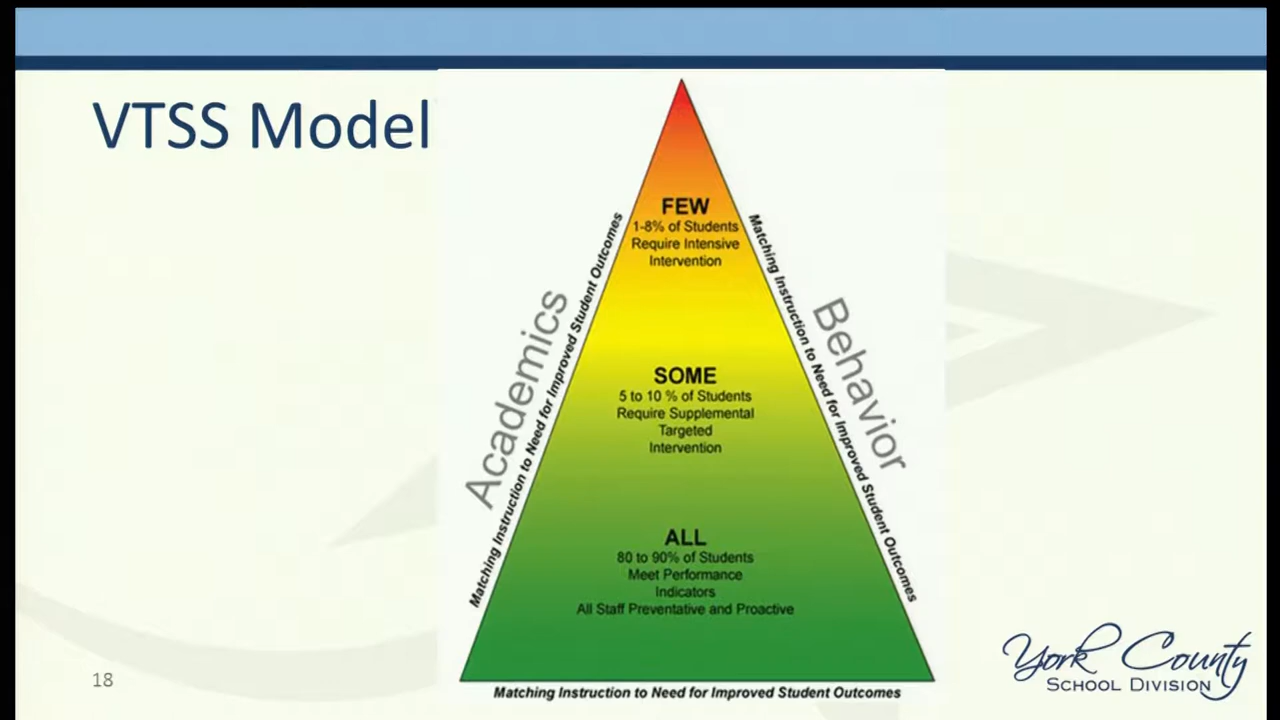 VTSS Model
FEW
1-8% of Students
Require Intensive
Intervention
SOME
5 to 10 % of Students
Require Supplemental
Targeted
Intervention
ALL
80 to 90% of Students
Meet Performance
Indicators
All Staff Preventative and Proactive
Academics
Matching Instruction to Need for Improved Student Outcomes
Matching Instruction to Need for Improved Student Outcomes
Behavior
Matching Instruction to Need for Improved Student Outcomes
18
York County
SCHOOL DIVISION